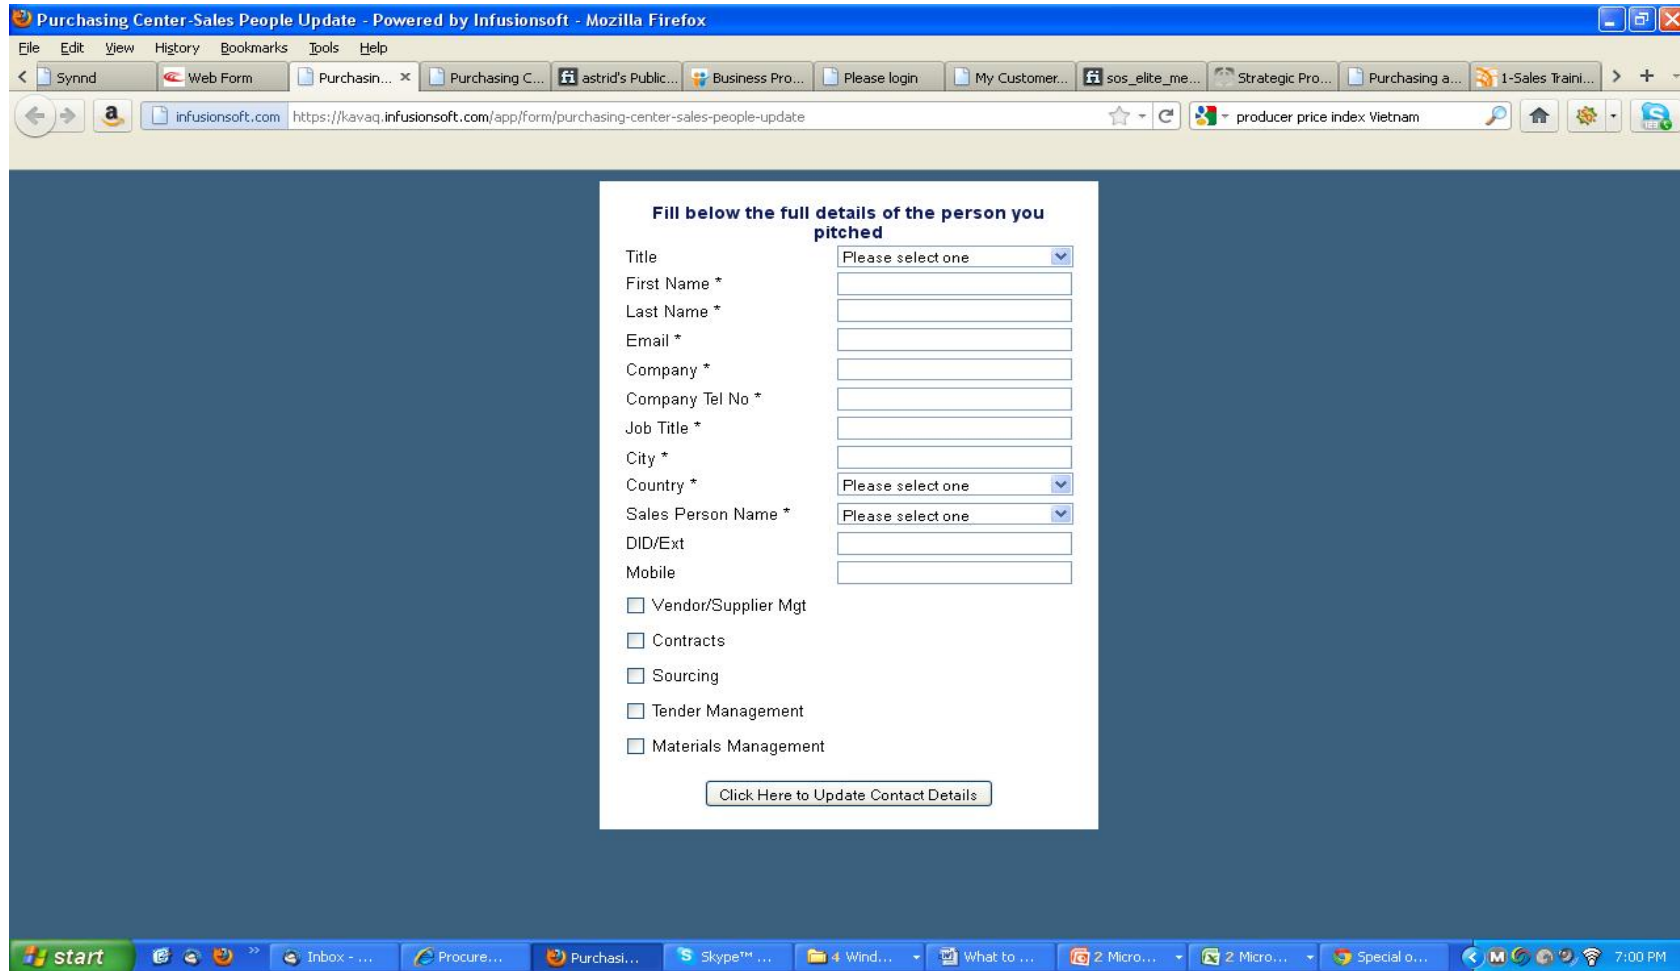 Purchasing Center-Sales People Update - Powered by Infusionsoft - Mozilla Firefox
File Edit View History Bookmarks Tools Help
Synnd Web Form Purchasin... Purchasing C... astrid's Public... Business Pro... Please login My Customer... sos_elite_me... Strategic Pro... Purchasing a... 1-Sales Traini...
infusionsoft.com https://kavaq.infusionsoft.com/app/form/purchasing-center-sales-people-update producer price index Vietnam
Fill below the full details of the person you
pitched
Title Please select one
First Name *
Last Name *
Email *
Company *
Company Tel No *
Job Title *
City *
Country * Please select one
Sales Person Name * Please select one
DID/Ext
Mobile
Vendor/Supplier Mgt
Contracts
Sourcing
Tender Management
Materials Management
Click Here to Update Contact Details
start Inbox - ... Procure... Purchasi... Skype™ ... 4 Wind... What to ... 2 Micro... 2 Micro... Special o... 7:00 PM